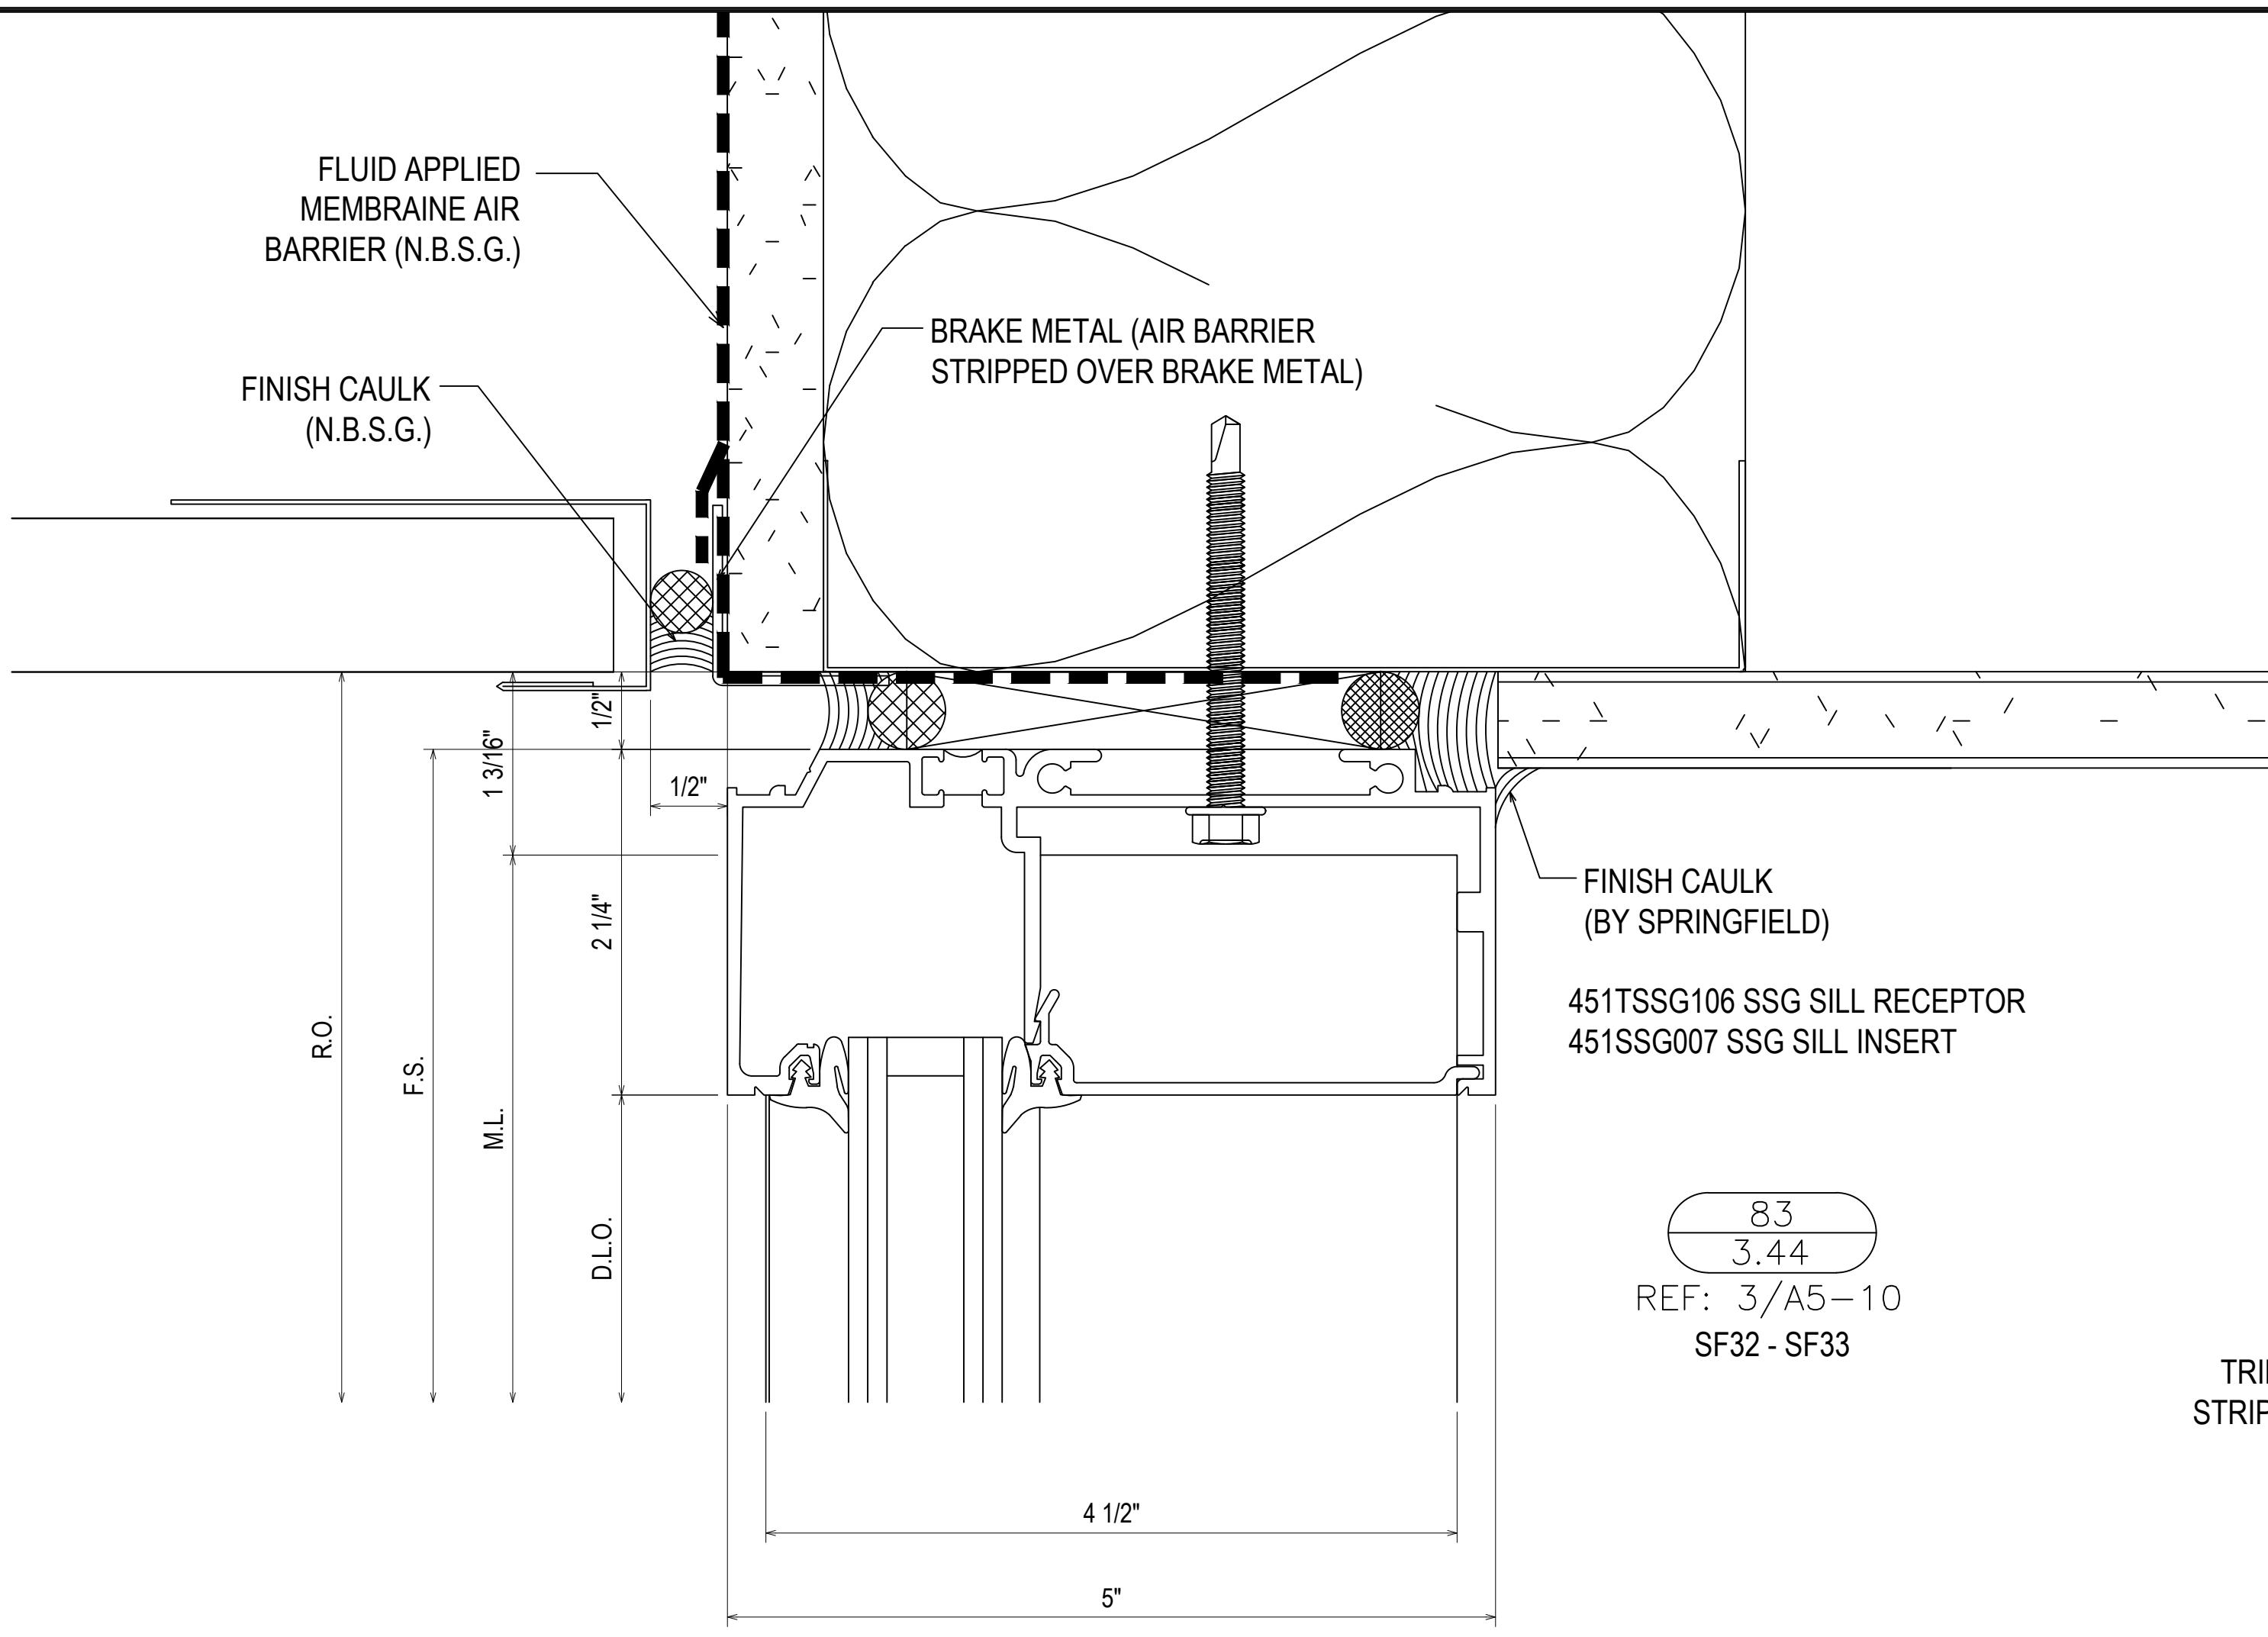 FLUID APPLIED
MEMBRAINE AIR
BARRIER (N.B.S.G.)
BRAKE METAL (AIR BARRIER
STRIPPED OVER BRAKE METAL)
FINISH CAULK
(N.B.S.G.)
1/2"
1 3/16"
1/2"
2 1/4"
FINISH CAULK
(BY SPRINGFIELD)
451TSSG106 SSG SILL RECEPTOR
451SSG007 SSG SILL INSERT
R.O.
F.S.
M.L.
D.L.O.
83
3.44
REF: 3/A5-10
SF32 - SF33
STRIP
4 1/2"
5"